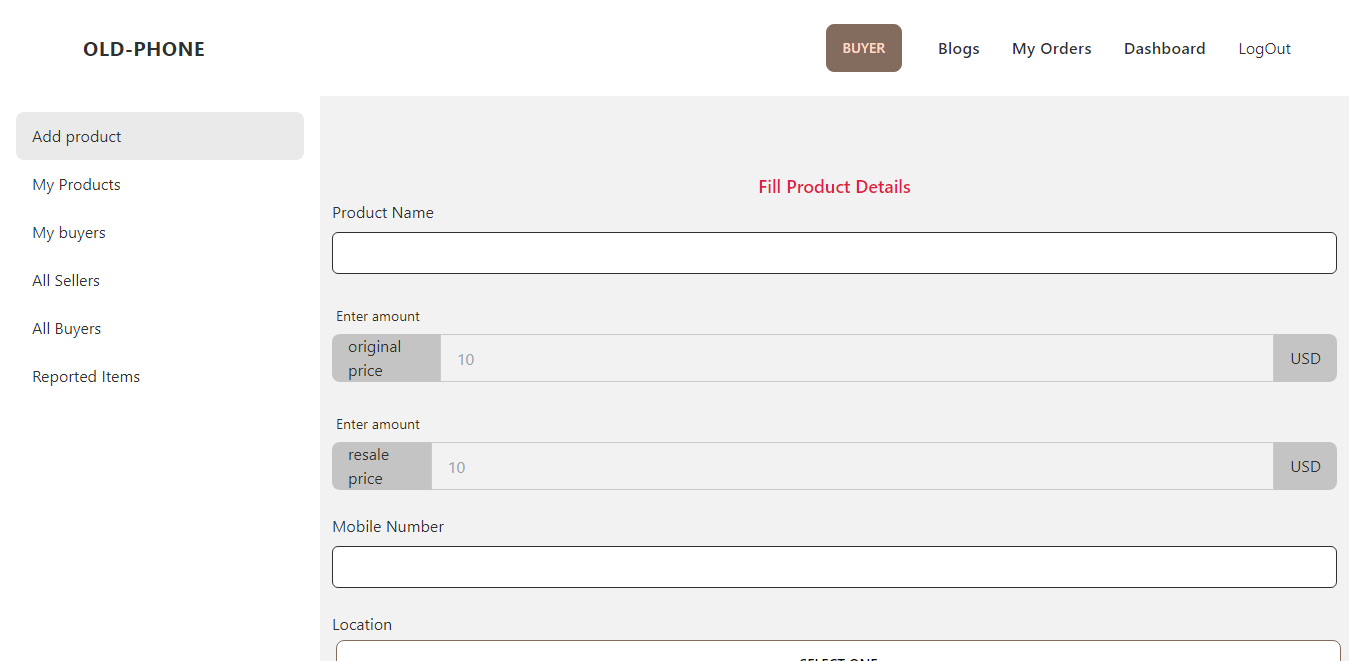 OLD-PHONE
BUYER
Blogs
My Orders
Dashboard
LogOut
Add product
My Products
My buyers
All Sellers
All Buyers
Reported Items
Fill Product Details
Product Name
Enter amount
original
price
10
USD
Enter amount
resale
price
10
USD
Mobile Number
Location
SELECT ONE